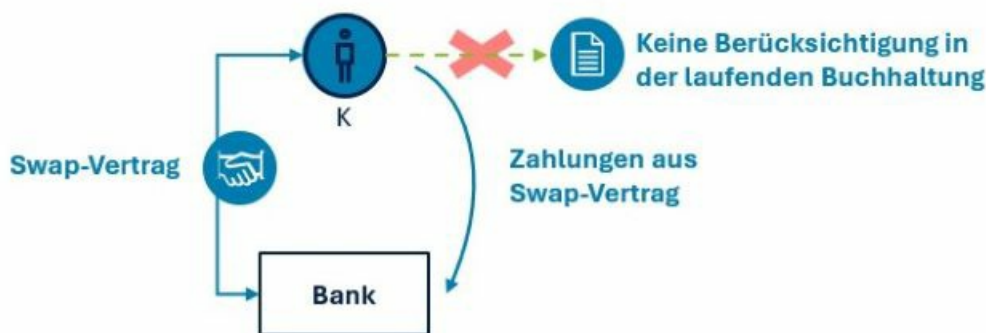 Keine Berücksichtigung in
der laufenden Buchhaltung
K
Swap-Vertrag
Zahlungen aus
Swap-Vertrag
Bank